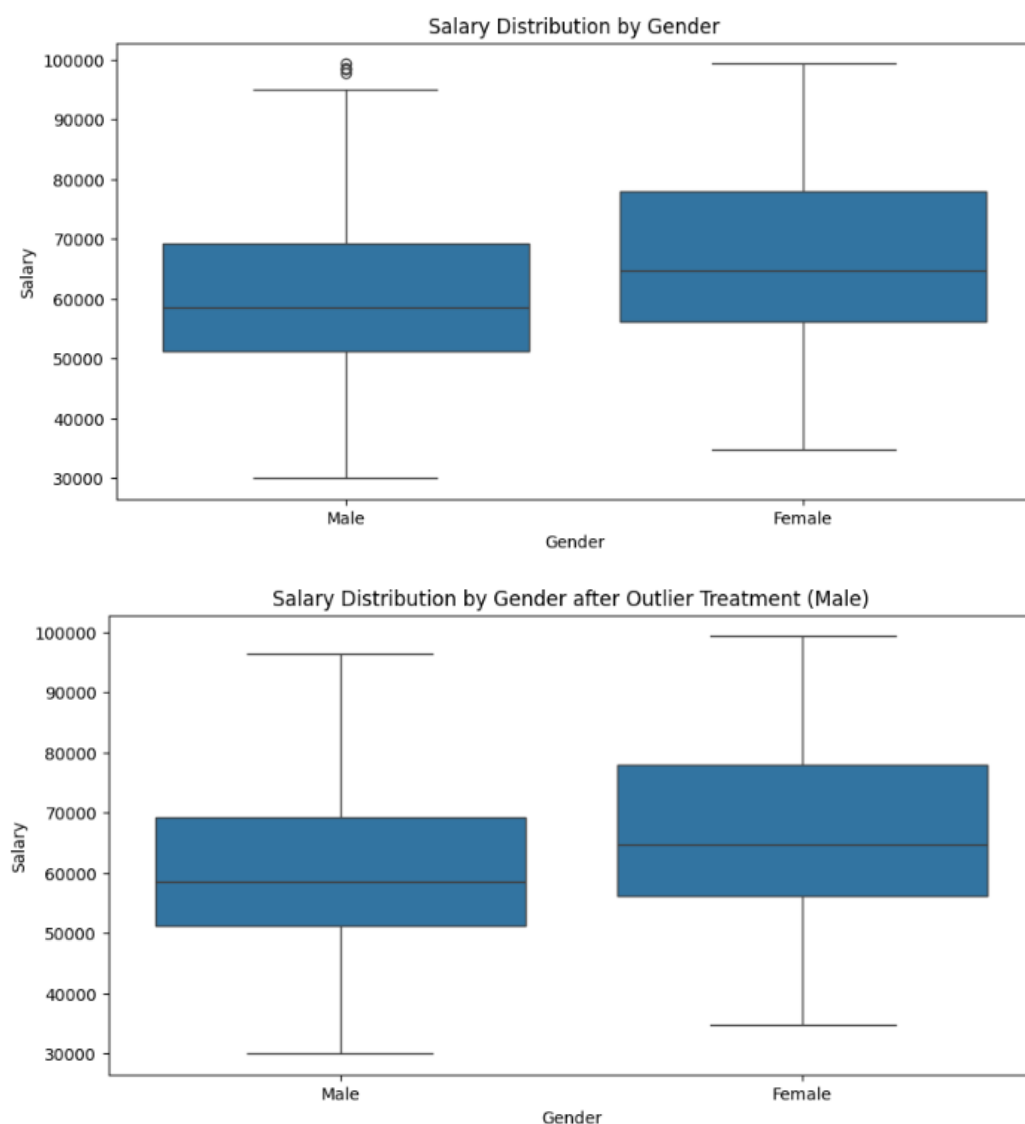 Salary Distribution by Gender
100000
90000
80000
70000
60000
50000
40000
30000
Salary
Male
Female
Gender
Salary Distribution by Gender after Outlier Treatment (Male)
100000
90000
80000
70000
60000
50000
40000
30000
Salary
Male
Female
Gender